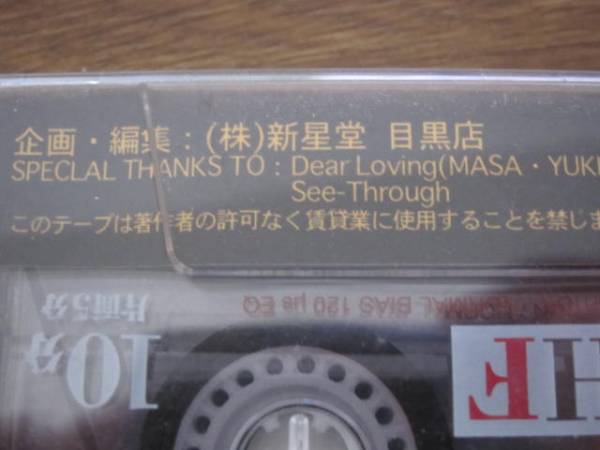 企画・編集：(株)新星堂 目黒店
SPECLAL THANKS TO : Dear Loving(MASA・YUKI
See-Through
このテープは著作者の許可なく賃貸業に使用することを禁じま
NORMAL BIAS 120 μs EQ
10分
片面5分
HF